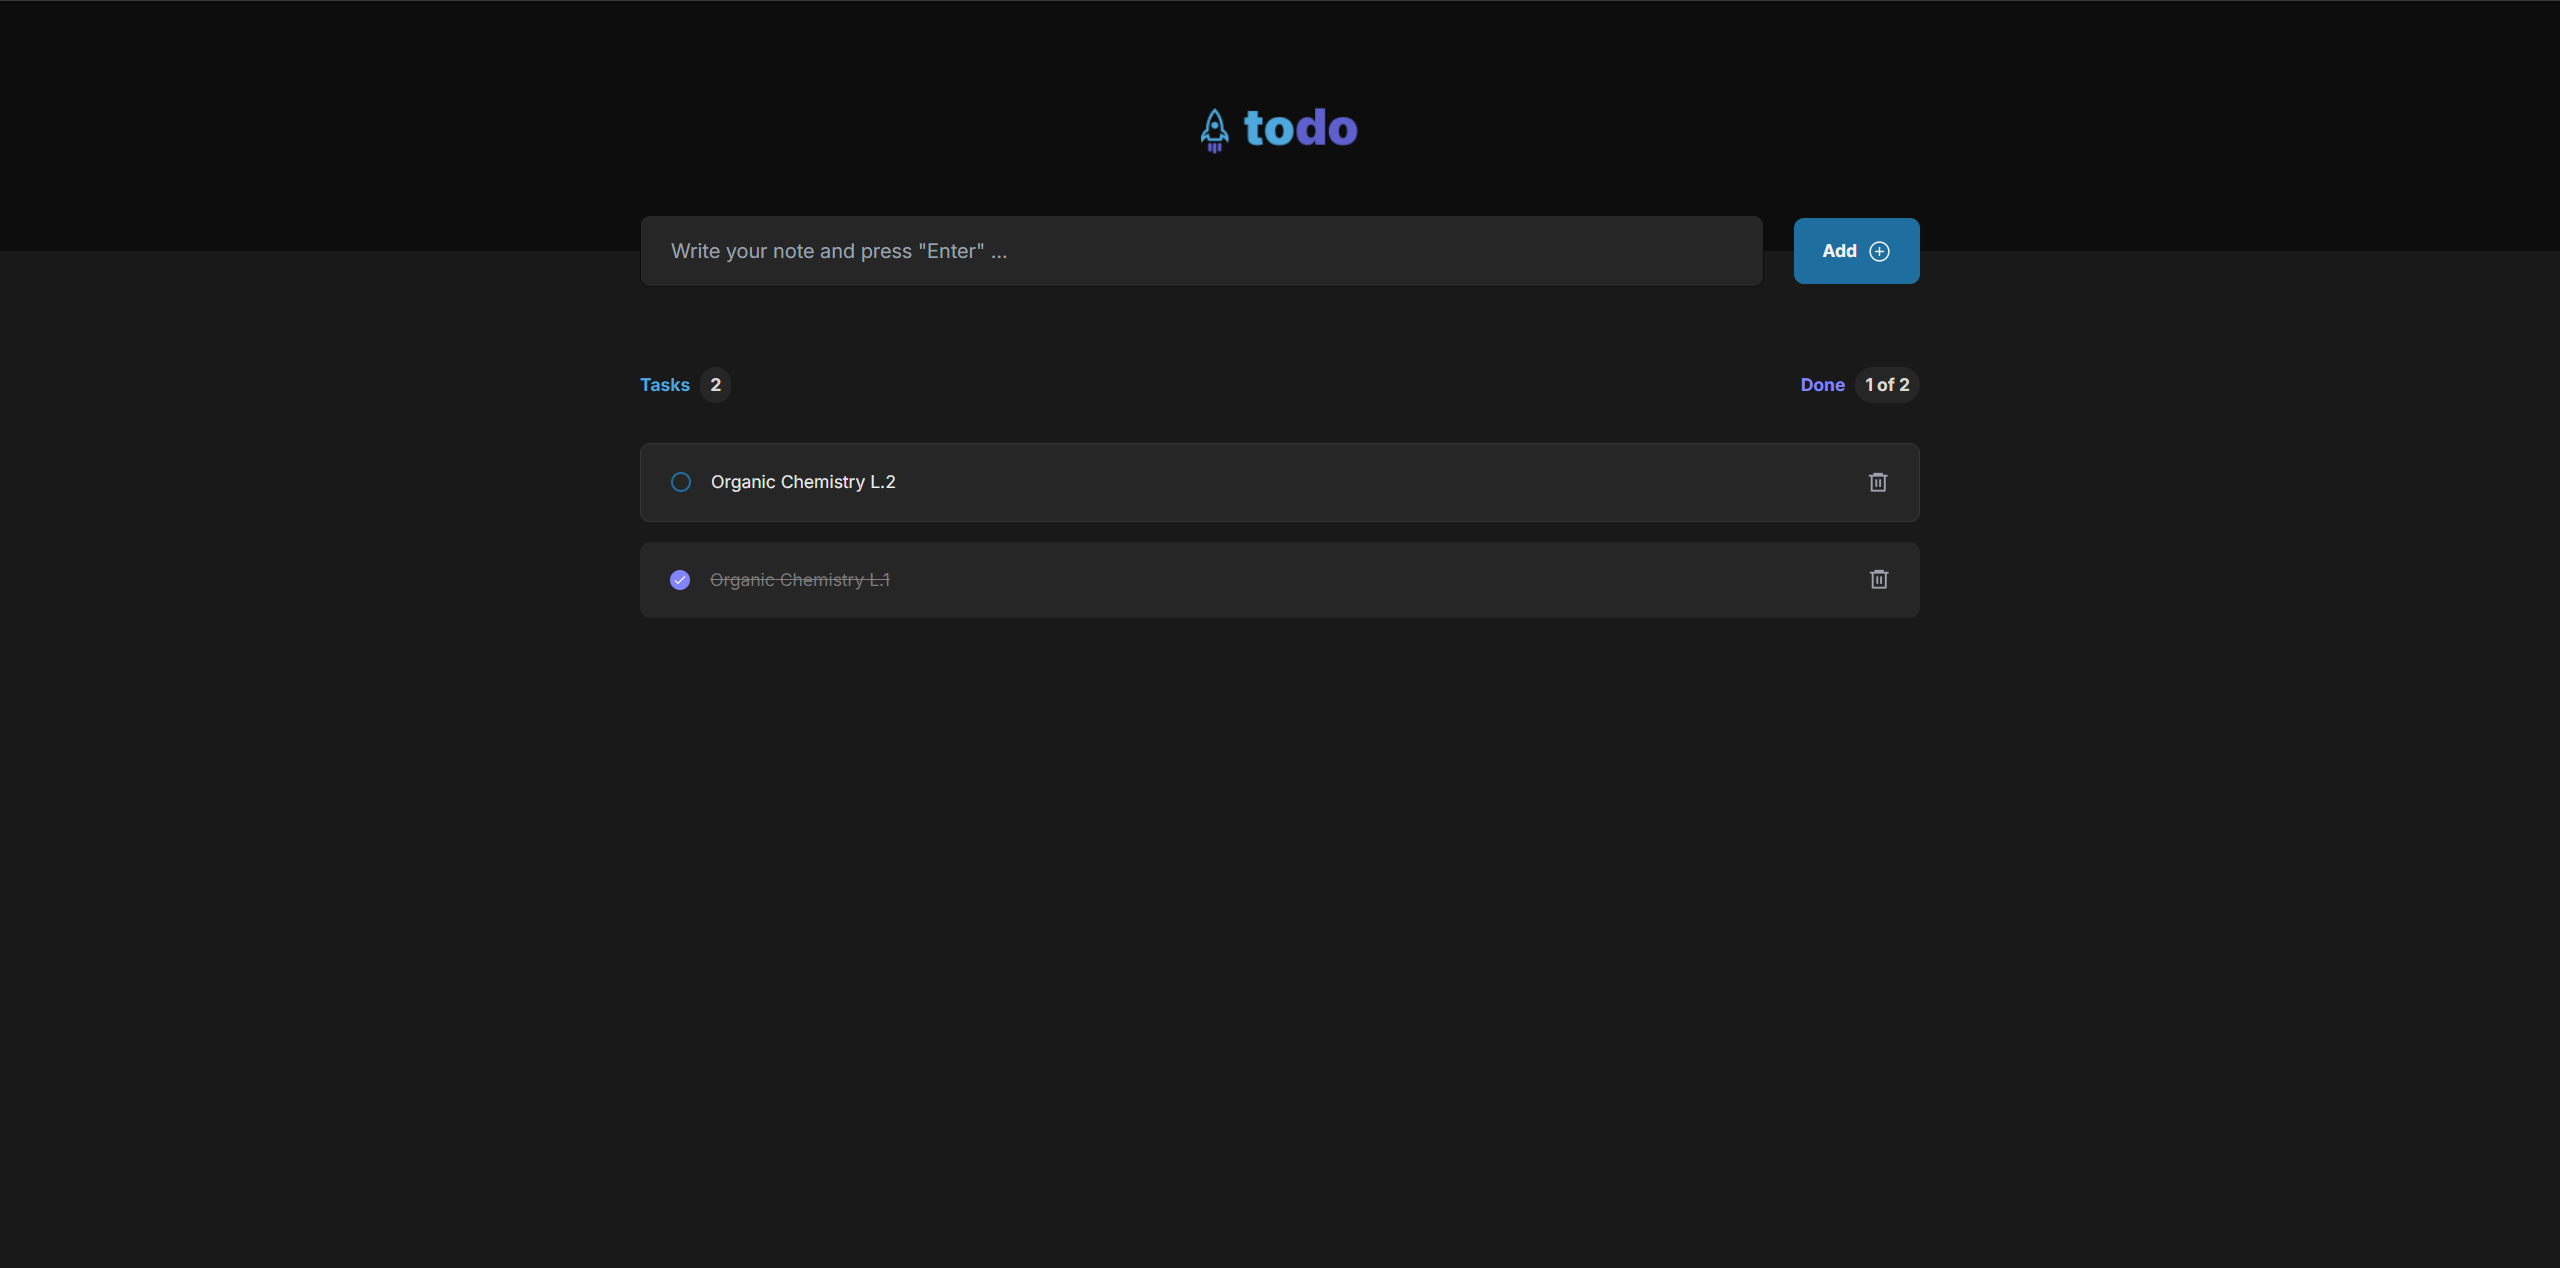 todo
Write your note and press "Enter" ...
Add
Tasks 2
Done 1 of 2
Organic Chemistry L.2
Organic Chemistry L.1